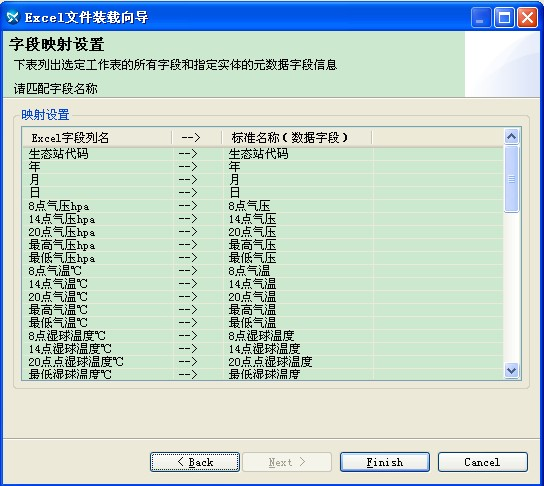 Excel文件装载向导
字段映射设置
下表列出选定工作表的所有字段和指定实体的元数据字段信息
请匹配字段名称
映射设置
Excel字段列名 --> 标准名称(数据字段)
生态站代码 --> 生态站代码
年 --> 年
月 --> 月
日 --> 日
8点气压hpa --> 8点气压
14点气压hpa --> 14点气压
20点气压hpa --> 20点气压
最高气压hpa --> 最高气压
最低气压hpa --> 最低气压
8点气温℃ --> 8点气温
14点气温℃ --> 14点气温
20点气温℃ --> 20点气温
最高气温℃ --> 最高气温
最低气温℃ --> 最低气温
8点湿球温度℃ --> 8点湿球温度
14点湿球温度℃ --> 14点湿球温度
20点点湿球温度℃ --> 20点点湿球温度
最低湿球温度℃ --> 最低湿球温度
< Back Next > Finish Cancel